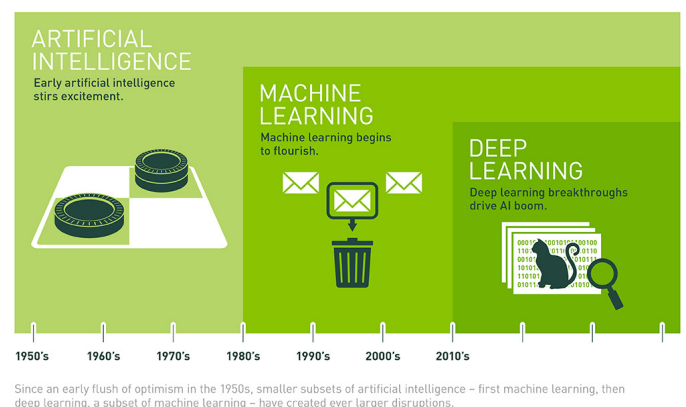 ARTIFICIAL
INTELLIGENCE
Early artificial intelligence
stirs excitement.
MACHINE
LEARNING
Machine learning begins
to flourish.
DEEP
LEARNING
Deep learning breakthroughs
drive AI boom.
1950's 1960's 1970's 1980's 1990's 2000's 2010's
Since an early flush of optimism in the 1950s, smaller subsets of artificial intelligence – first machine learning, then
deep learning, a subset of machine learning – have created ever larger disruptions.